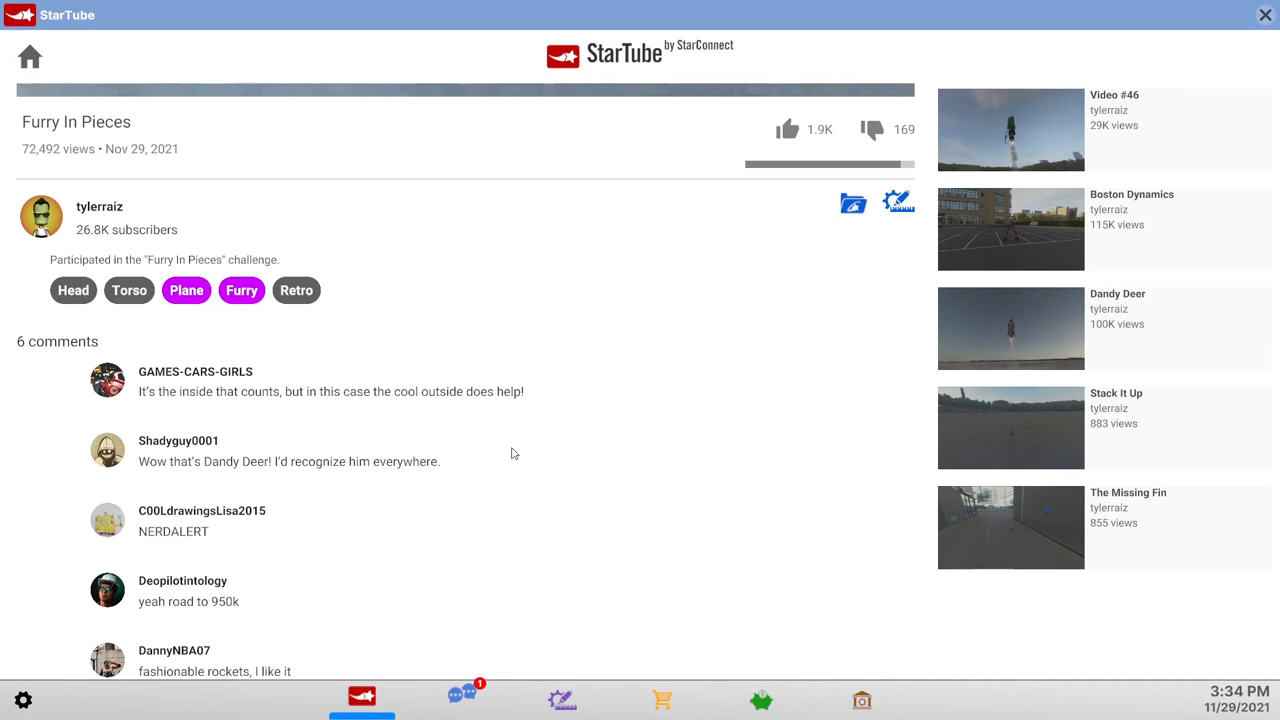 StarTube
StarTube by StarConnect
Furry In Pieces
72,492 views • Nov 29, 2021
1.9K
169
tylerraiz
26.8K subscribers
Participated in the "Furry In Pieces" challenge.
Head Torso Plane Furry Retro
6 comments
GAMES-CARS-GIRLS
It's the inside that counts, but in this case the cool outside does help!
Shadyguy0001
Wow that's Dandy Deer! I'd recognize him everywhere.
C00LdrawingsLisa2015
NERDALERT
Deopilotintology
yeah road to 950k
DannyNBA07
fashionable rockets, I like it
Video #46
tylerraiz
29K views
Boston Dynamics
tylerraiz
115K views
Dandy Deer
tylerraiz
100K views
Stack It Up
tylerraiz
883 views
The Missing Fin
tylerraiz
855 views
1
3:34 PM
11/29/2021